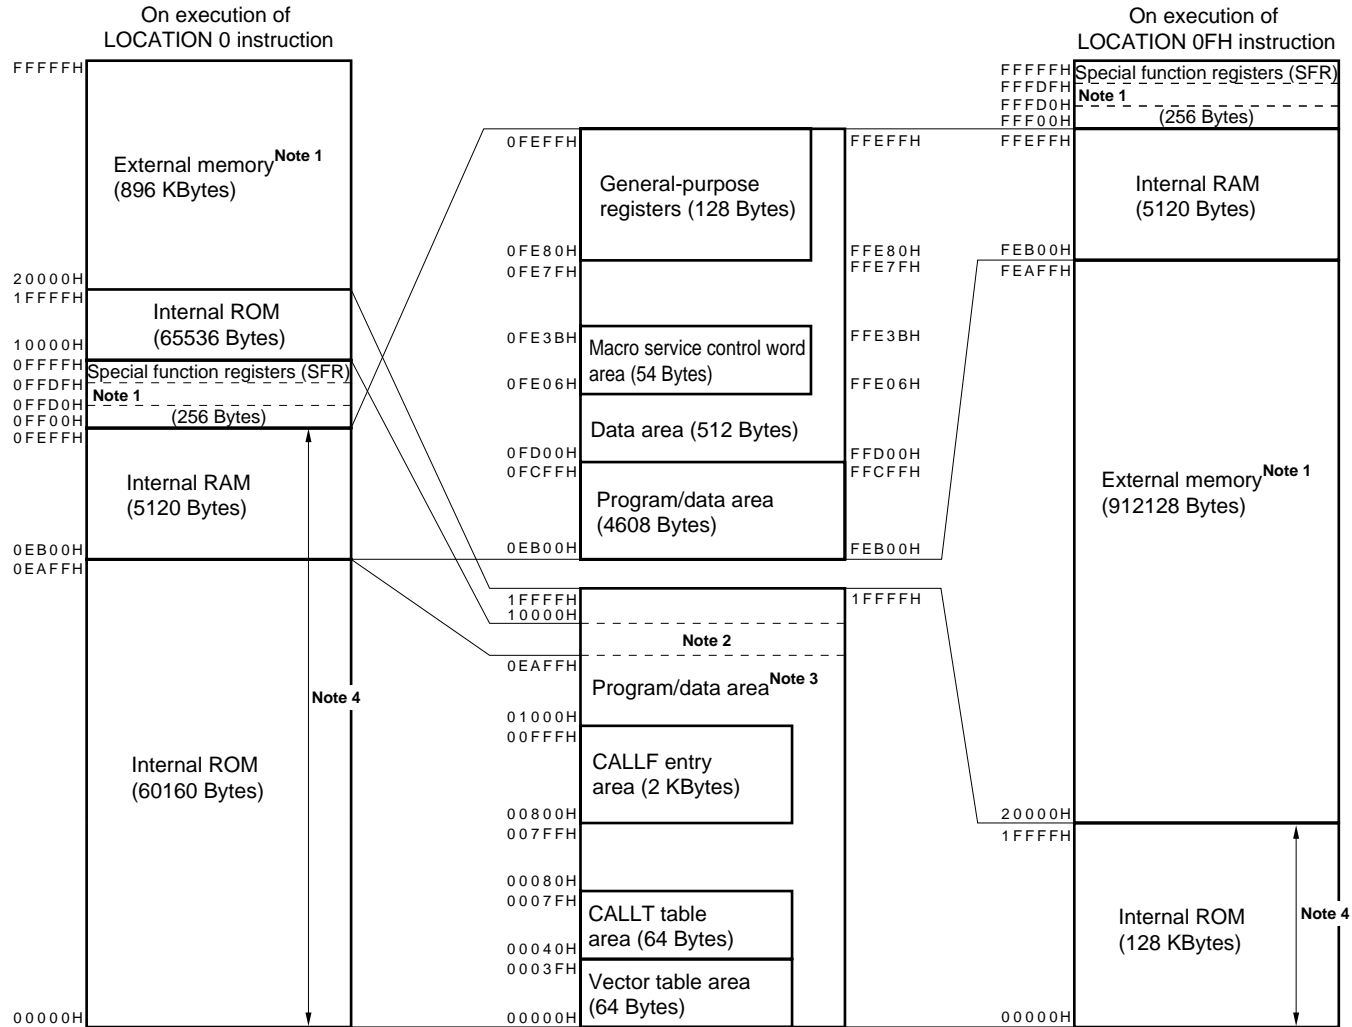 On execution of
LOCATION 0 instruction
FFFFFH
External memory Note 1
(896 KBytes)
20000H
1FFFFH
Internal ROM
(65536 Bytes)
10000H
0FFFFH
Special function registers (SFR)
0FFDFH
Note 1
0FFD0H
(256 Bytes)
0FF00H
0FEFFH
Internal RAM
(5120 Bytes)
0EB00H
0EAFFH
Note 4
Internal ROM
(60160 Bytes)
00000H
0FEFFH
FFEFFH
General-purpose
registers (128 Bytes)
0FE80H
FFE80H
0FE7FH
FFE7FH
0FE3BH
FFE3BH
Macro service control word
area (54 Bytes)
0FE06H
FFE06H
Data area (512 Bytes)
0FD00H
FFD00H
0FCFFH
FFCFFH
Program/data area
(4608 Bytes)
0EB00H
FEB00H
1FFFFH
1FFFFH
10000H
Note 2
0EAFFH
Program/data area Note 3
01000H
00FFFH
CALLF entry
area (2 KBytes)
00800H
007FFH
00080H
0007FH
CALLT table
area (64 Bytes)
00040H
0003FH
Vector table area
(64 Bytes)
00000H
On execution of
LOCATION 0FH instruction
FFFFFH
Special function registers (SFR)
FFFDFH
Note 1
FFFD0H
(256 Bytes)
FFF00H
FFEFFH
Internal RAM
(5120 Bytes)
FEB00H
FEAFFH
External memory Note 1
(912128 Bytes)
20000H
1FFFFH
Internal ROM
(128 KBytes)
Note 4
00000H